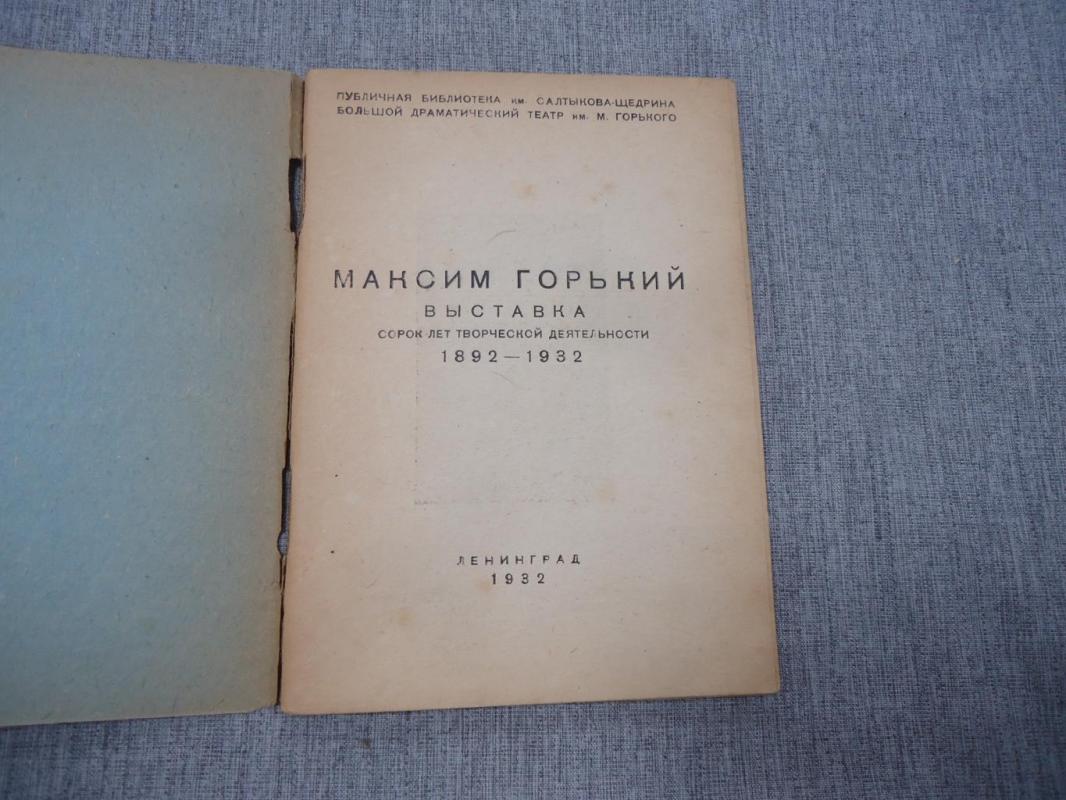 ПУБЛИЧНАЯ БИБЛИОТЕКА им. САЛТЫКОВА-ЩЕДРИНА
БОЛЬШОЙ ДРАМАТИЧЕСКИЙ ТЕАТР им. М. ГОРЬКОГО
МАКСИМ ГОРЬКИЙ
ВЫСТАВКА
СОРОК ЛЕТ ТВОРЧЕСКОЙ ДЕЯТЕЛЬНОСТИ
1892—1932
ЛЕНИНГРАД
1932